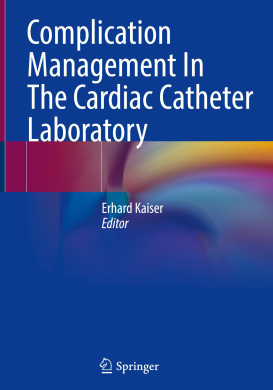 Complication
Management In
The Cardiac Catheter
Laboratory
Erhard Kaiser
Editor
Springer